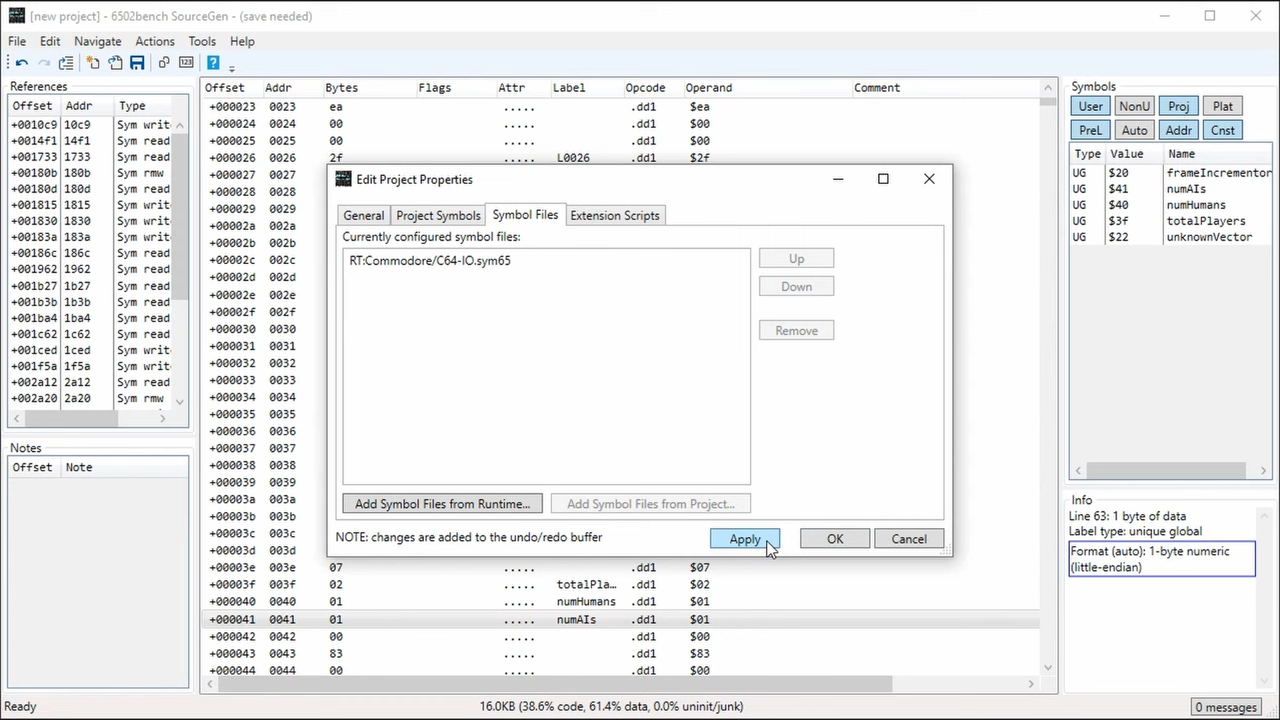 [new project] - 6502bench SourceGen - (save needed)
File Edit Navigate Actions Tools Help
References
Offset Addr Type
+0010c9 10c9 Sym writ
+0014f1 14f1 Sym read
+001733 1733 Sym read
+00180b 180b Sym rmw
+00180d 180d Sym read
+001815 1815 Sym writ
+001830 1830 Sym writ
+00183a 183a Sym writ
+00186c 186c Sym writ
+001962 1962 Sym writ
+001b27 1b27 Sym writ
+001b3b 1b3b Sym writ
+001ba4 1ba4 Sym read
+001c62 1c62 Sym read
+001ced 1ced Sym writ
+001f5a 1f5a Sym writ
+002a12 2a12 Sym read
+002a20 2a20 Sym rmw
Notes
Offset Note
Offset Addr Bytes Flags Attr Label Opcode Operand Comment
+000023 0023 ea ..... .dd1 $ea
+000024 0024 00 ..... .dd1 $00
+000025 0025 00 ..... .dd1 $00
+000026 0026 2f ..... L0026 .dd1 $2f
+000027 0027
+000028 0028
+000029 0029
+00002a 002a
+00002b 002b
+00002c 002c
+00002d 002d
+00002e 002e
+00002f 002f
+000030 0030
+000031 0031
+000032 0032
+000033 0033
+000034 0034
+000035 0035
+000036 0036
+000037 0037
+000038 0038
+000039 0039
+00003a 003a
+00003b 003b
+00003c 003c
+00003d 003d
+00003e 003e 07 ..... .dd1 $07
+00003f 003f 02 ..... totalPla… .dd1 $02
+000040 0040 01 ..... numHumans .dd1 $01
+000041 0041 01 ..... numAIs .dd1 $01
+000042 0042 00 ..... .dd1 $00
+000043 0043 83 ..... .dd1 $83
+000044 0044 00 ..... .dd1 $00
Edit Project Properties
General Project Symbols Symbol Files Extension Scripts
Currently configured symbol files:
RT:Commodore/C64-IO.sym65
Up
Down
Remove
Add Symbol Files from Runtime... Add Symbol Files from Project...
NOTE: changes are added to the undo/redo buffer
Apply OK Cancel
Symbols
User NonU Proj Plat
PreL Auto Addr Cnst
Type Value Name
UG $20 frameIncrementor
UG $41 numAIs
UG $40 numHumans
UG $3f totalPlayers
UG $22 unknownVector
Info
Line 63: 1 byte of data
Label type: unique global
Format (auto): 1-byte numeric
(little-endian)
Ready 16.0KB (38.6% code, 61.4% data, 0.0% uninit/junk) 0 messages